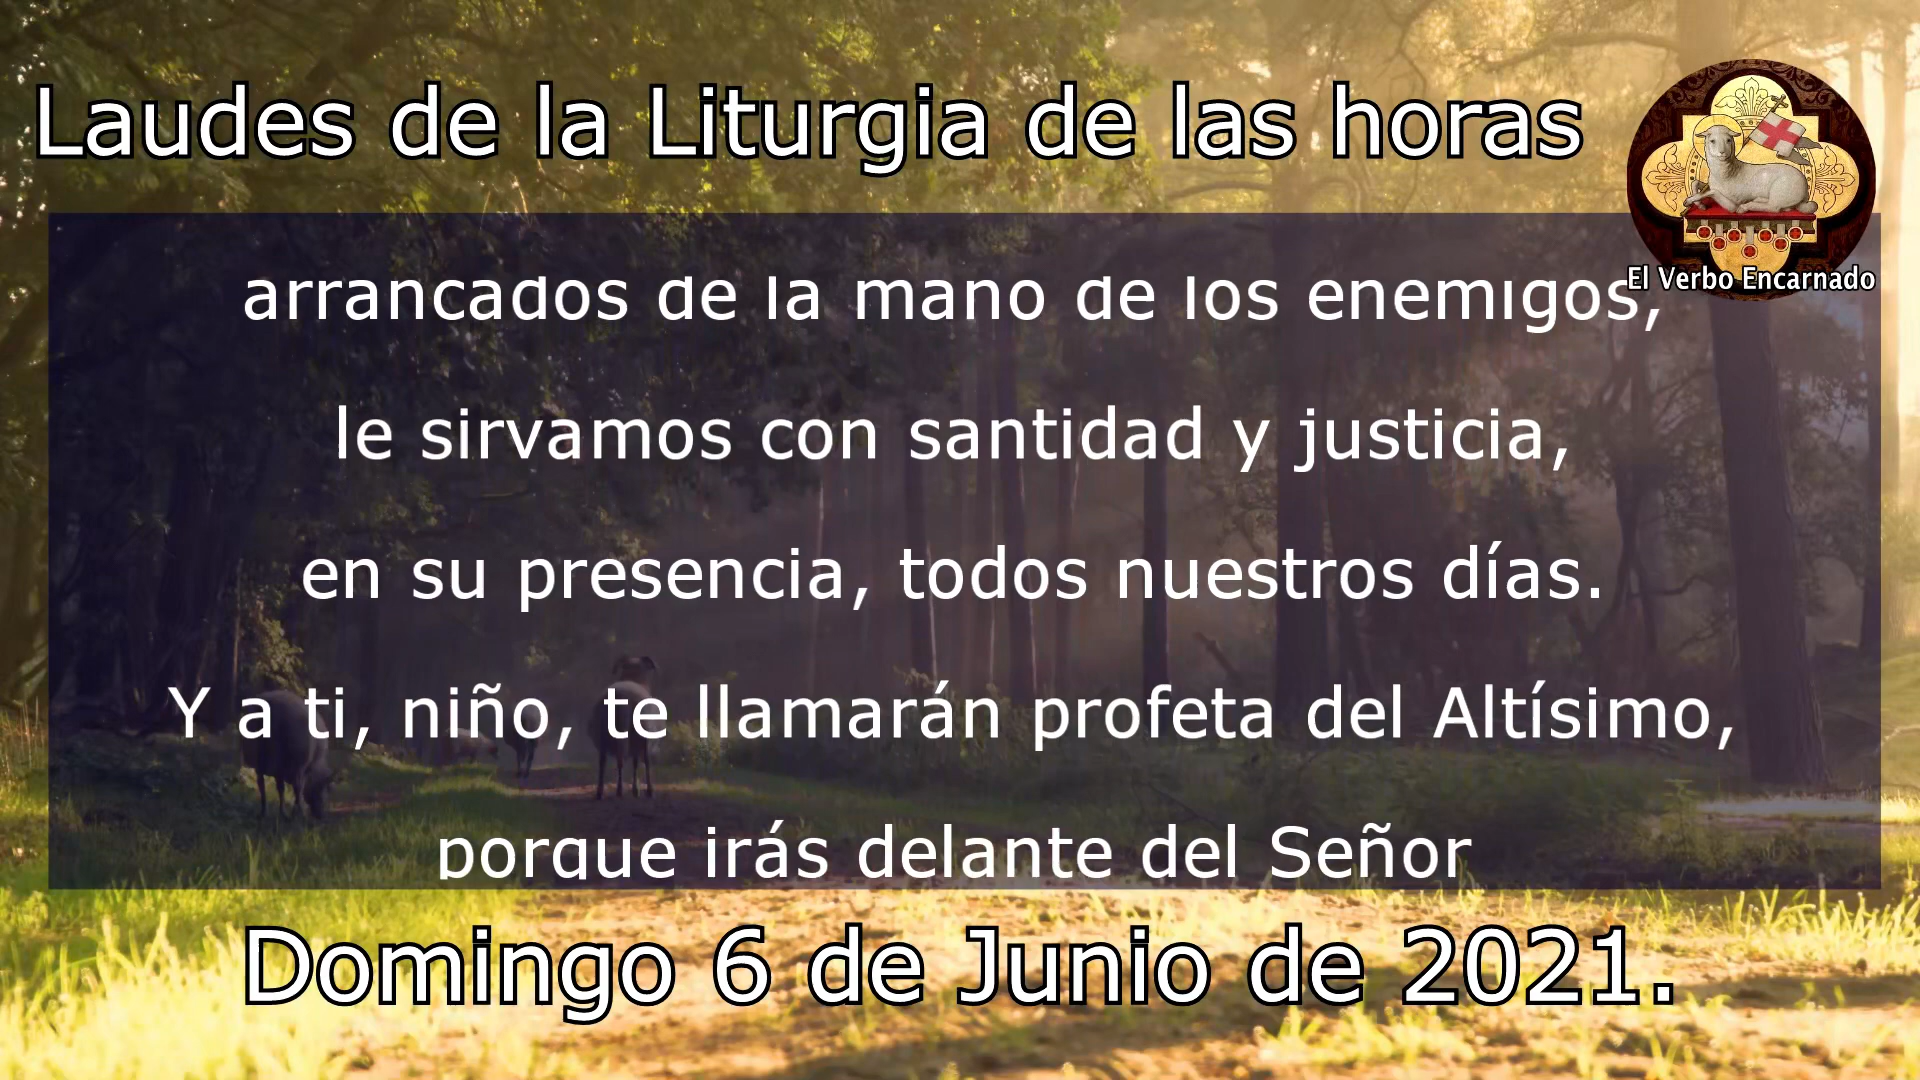 Laudes de la Liturgia de las horas
El Verbo Encarnado
arrancados de la mano de los enemigos,
le sirvamos con santidad y justicia,
en su presencia, todos nuestros días.
Y a ti, niño, te llamarán profeta del Altísimo,
porque irás delante del Señor
Domingo 6 de Junio de 2021.